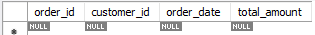 order_id customer_id order_date total_amount
NULL NULL NULL NULL